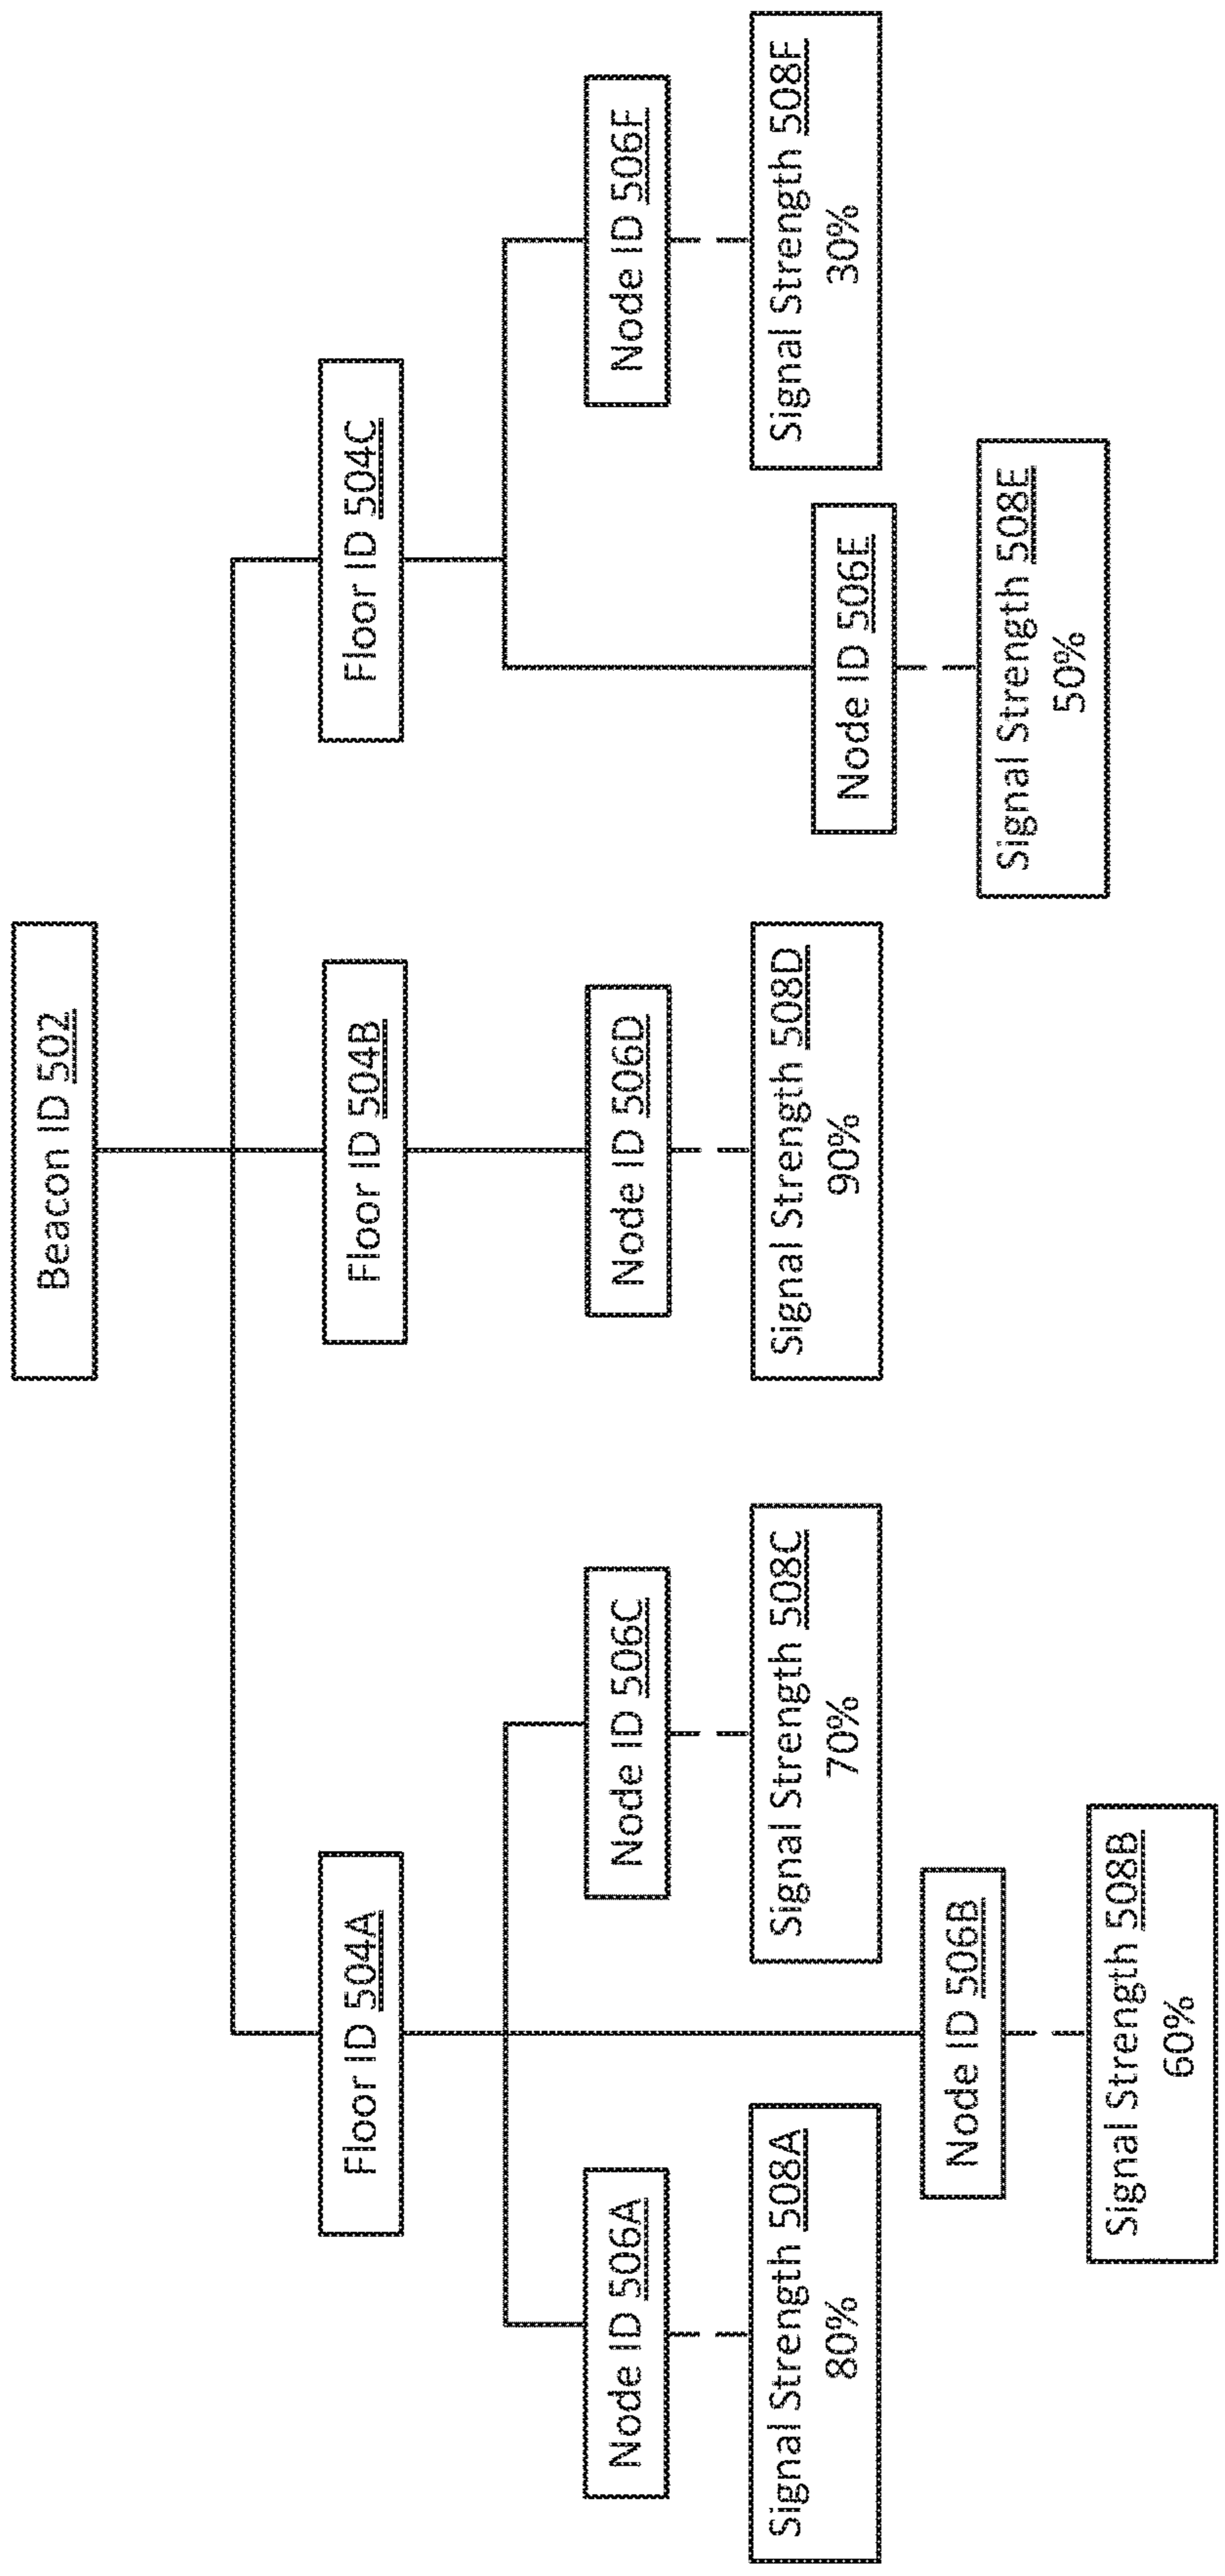 Beacon ID 502
Floor ID 504A
Floor ID 504B
Floor ID 504C
Node ID 506A
Signal Strength 508A
80%
Node ID 506B
Signal Strength 508B
60%
Node ID 506C
Signal Strength 508C
70%
Node ID 506D
Signal Strength 508D
90%
Node ID 506E
Signal Strength 508E
50%
Node ID 506F
Signal Strength 508F
30%